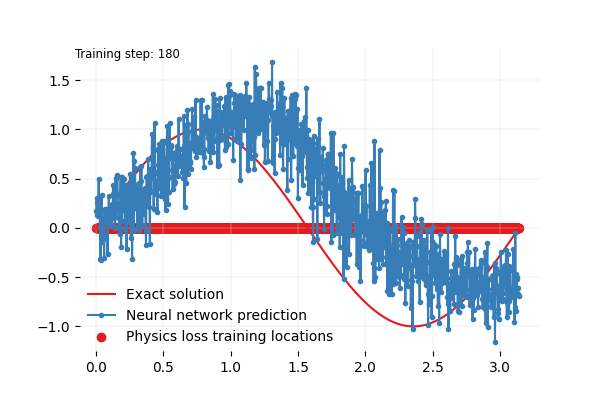 Training step: 180
1.5
1.0
0.5
0.0
−0.5
−1.0
Exact solution
Neural network prediction
Physics loss training locations
0.0 0.5 1.0 1.5 2.0 2.5 3.0